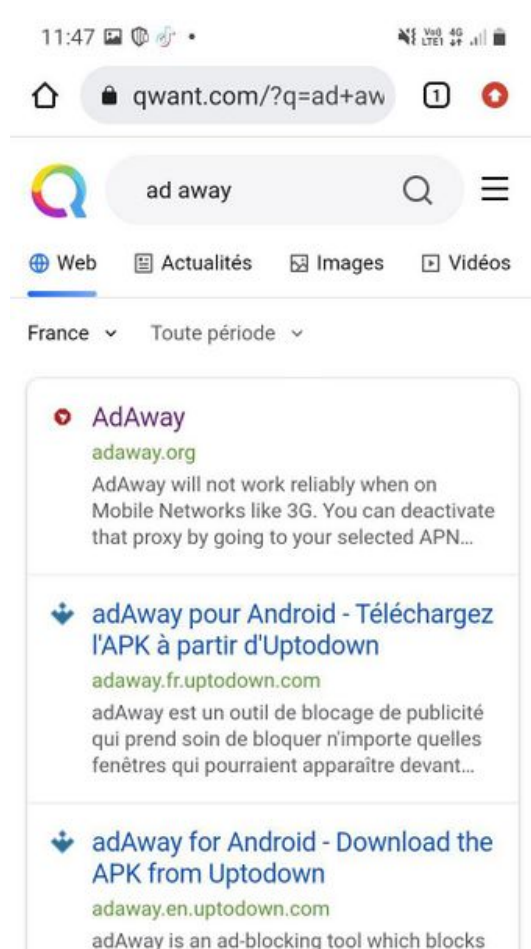 11:47
Vo) 4G
LTE1
qwant.com/?q=ad+aw
1
ad away
Web Actualités Images Vidéos
France Toute période
AdAway
adaway.org
AdAway will not work reliably when on
Mobile Networks like 3G. You can deactivate
that proxy by going to your selected APN...
adAway pour Android - Téléchargez
l'APK à partir d'Uptodown
adaway.fr.uptodown.com
adAway est un outil de blocage de publicité
qui prend soin de bloquer n'importe quelles
fenêtres qui pourraient apparaître devant...
adAway for Android - Download the
APK from Uptodown
adaway.en.uptodown.com
adAway is an ad-blocking tool which blocks